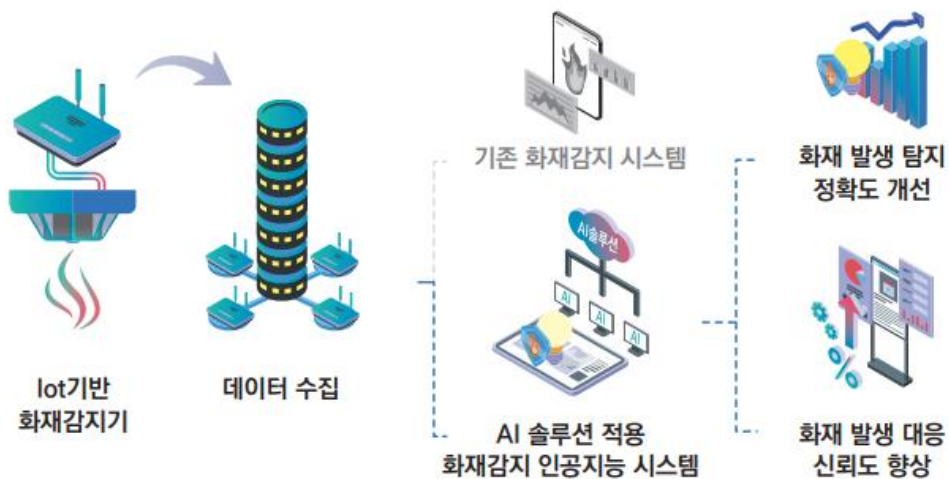 Iot기반
화재감지기
데이터 수집
기존 화재감지 시스템
AI솔루션
AI
AI
AI
AI 솔루션 적용
화재감지 인공지능 시스템
화재 발생 탐지
정확도 개선
화재 발생 대응
신뢰도 향상